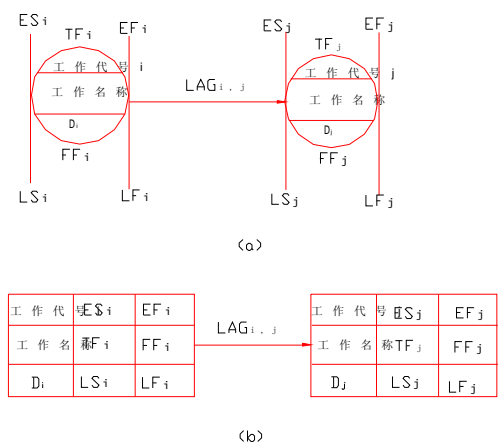 ESi TFi EFi ESj TFj EFj
工作代号 i 工作代号 j
工作名称 LAGi,j 工作名称
Di Di
FFi FFj
LSi LFi LSj LFj
(a)
工作代号 i ESi EFi 工作代号 j ESj EFj
工作名称 TFi FFi LAGi,j 工作名称 TFj FFj
Di LSi LFi Dj LSj LFj
(b)